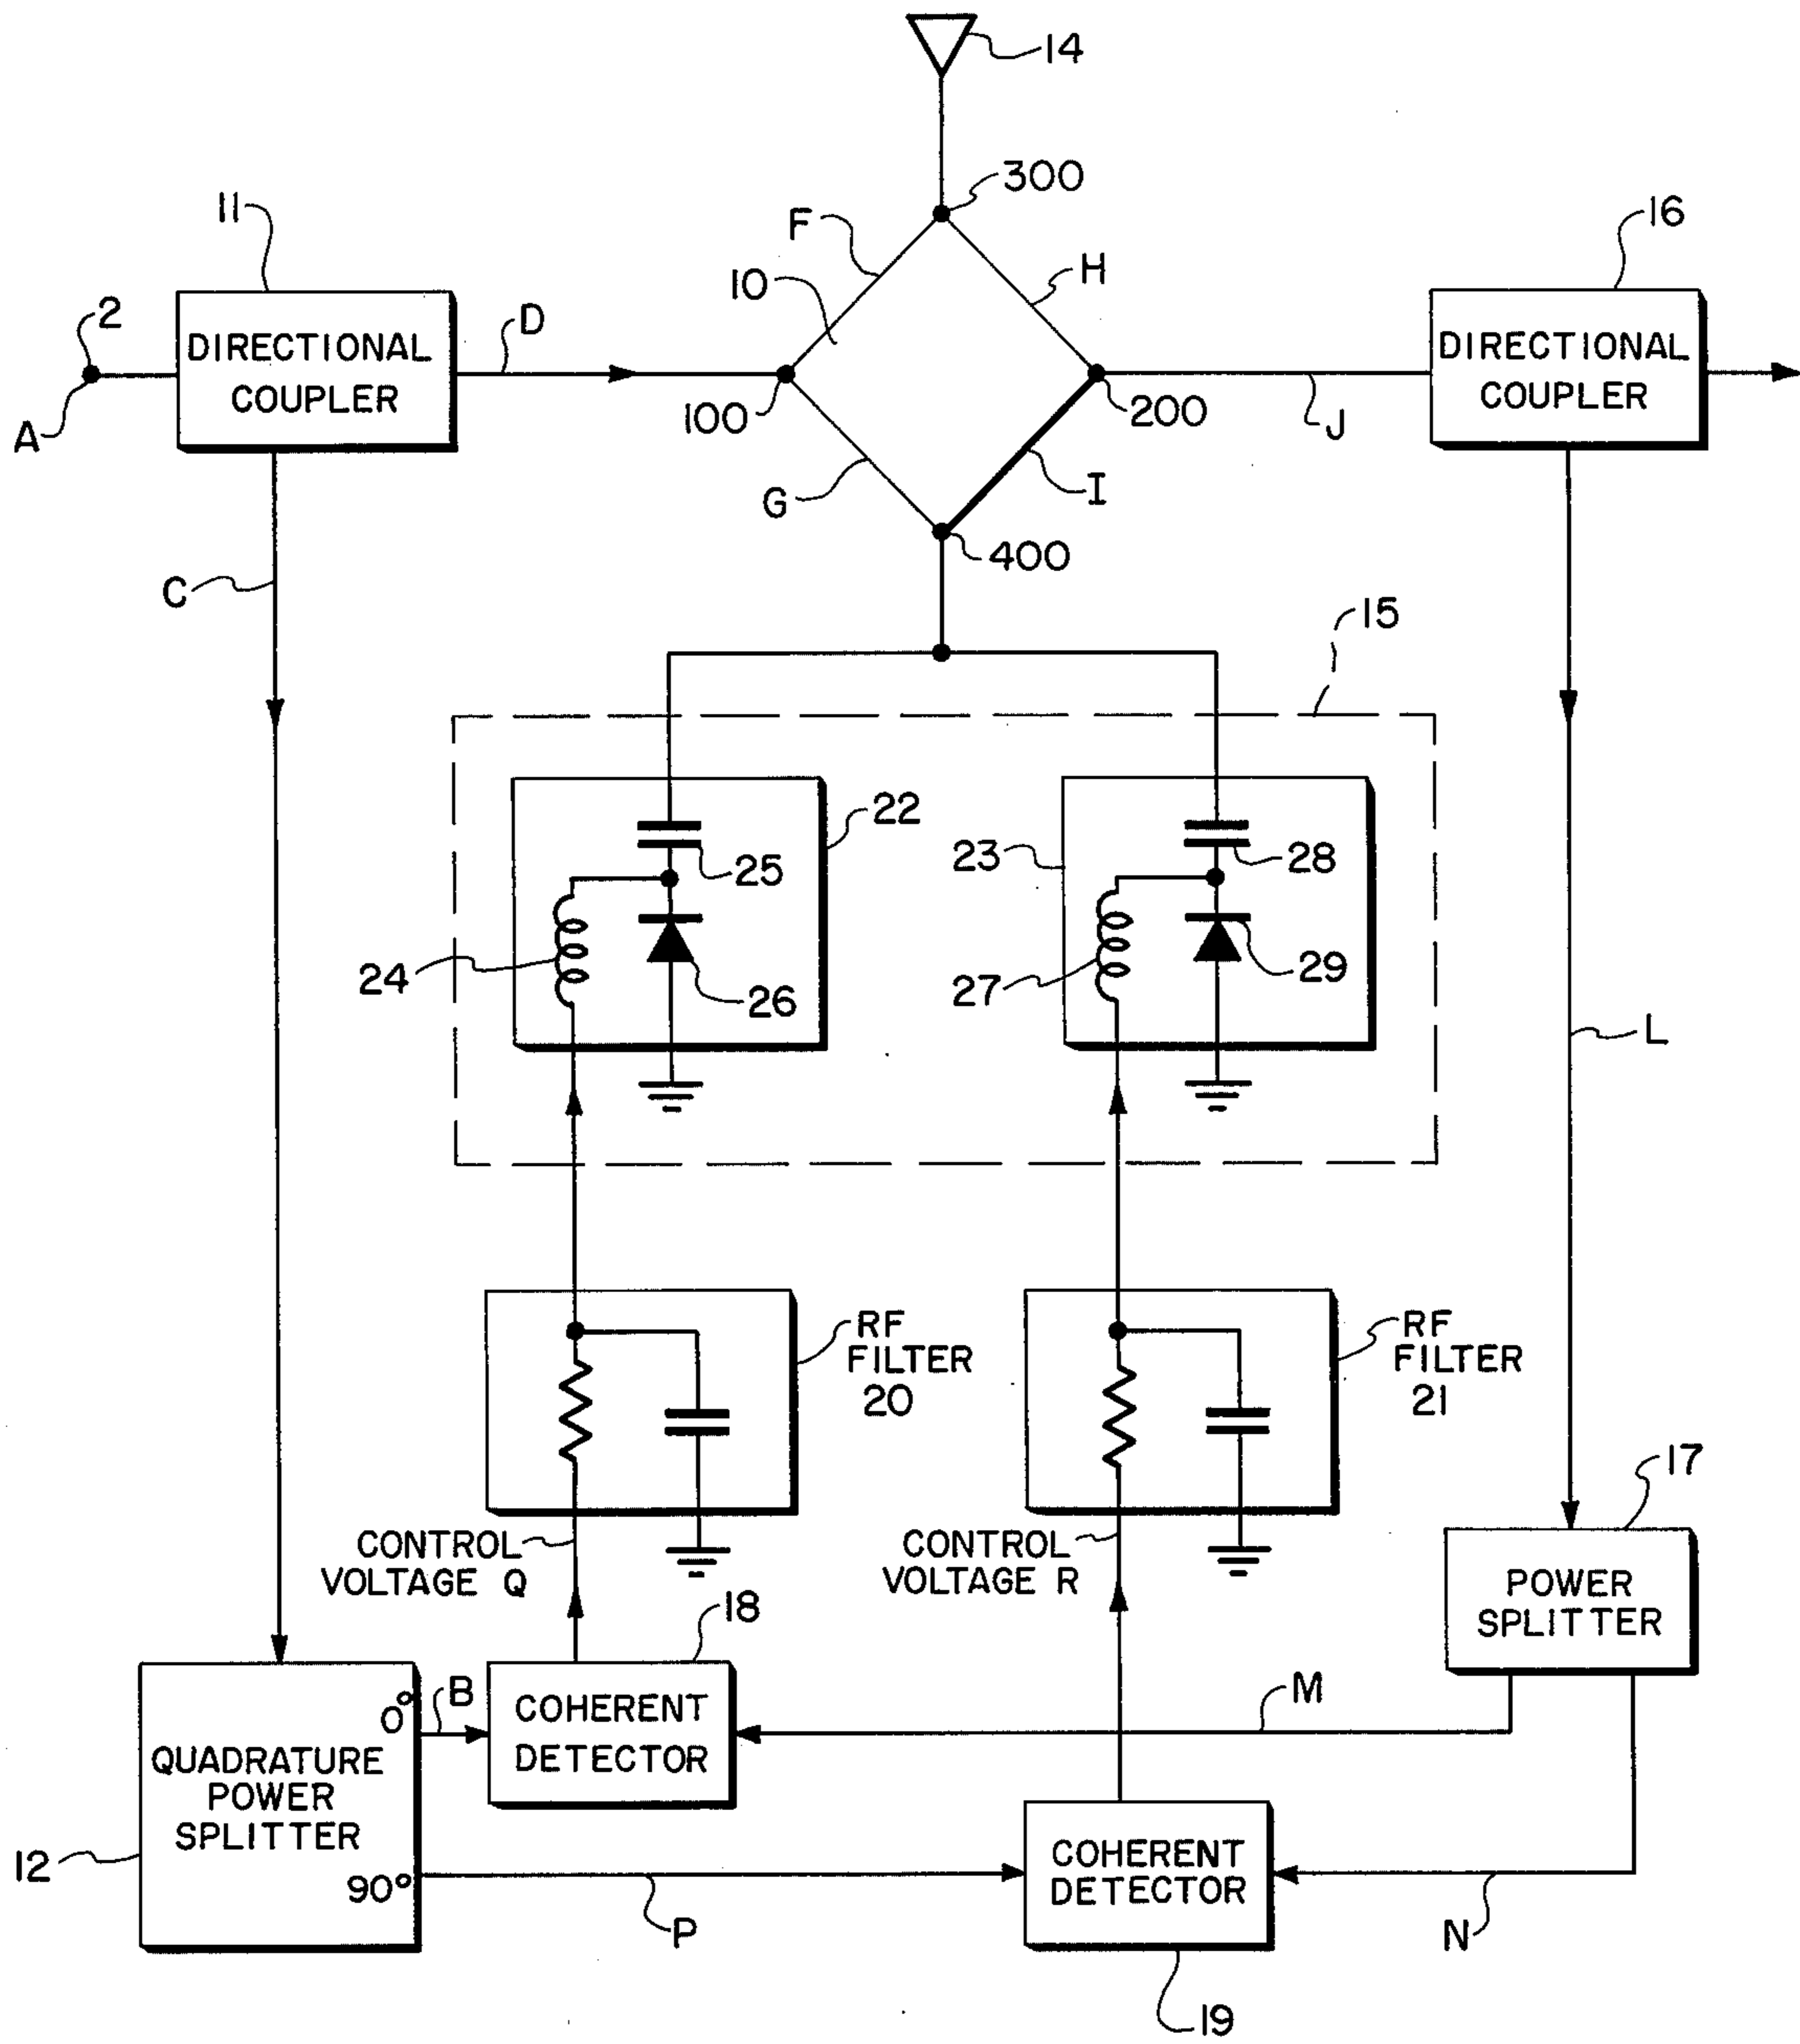 14
300
F
H
10
11
16
2
DIRECTIONAL
COUPLER
D
DIRECTIONAL
COUPLER
A
100
200
J
G
I
400
C
15
22
25
23
28
24
26
27
29
L
RF
FILTER
20
RF
FILTER
21
17
CONTROL
VOLTAGE Q
CONTROL
VOLTAGE R
POWER
SPLITTER
18
0°
B
COHERENT
DETECTOR
M
QUADRATURE
POWER
SPLITTER
12
90°
P
COHERENT
DETECTOR
N
19